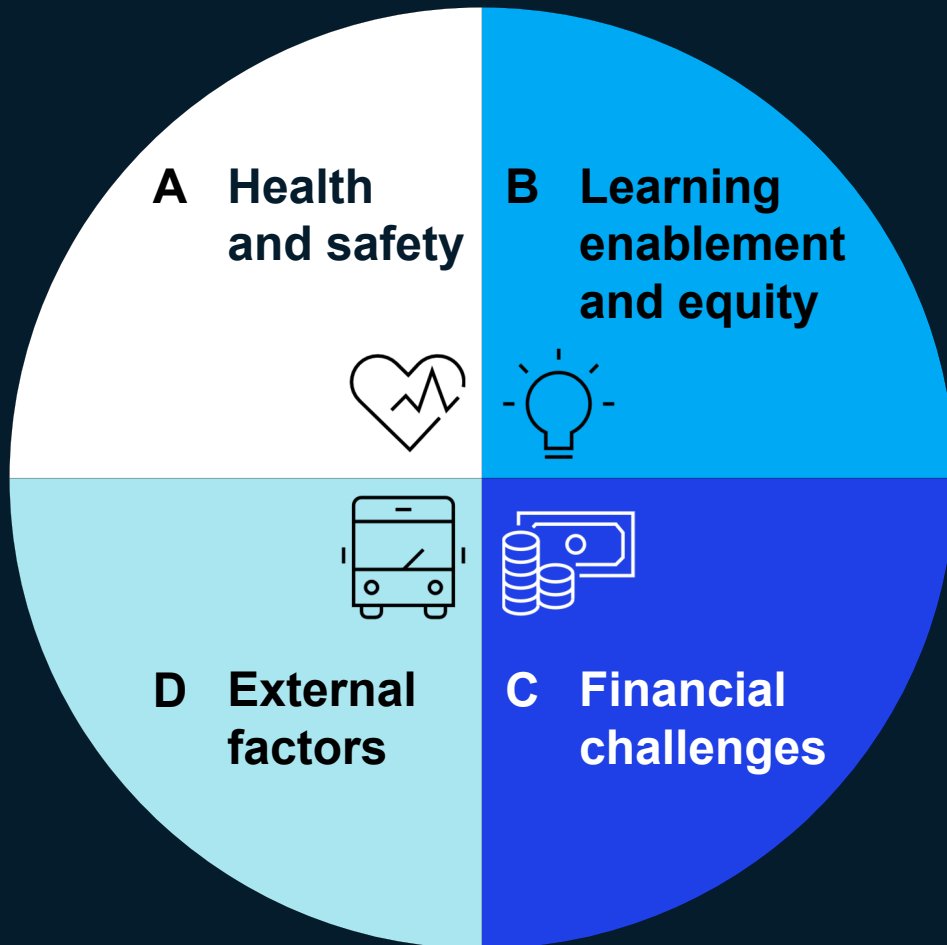 A Health
and safety
B Learning
enablement
and equity
D External
factors
C Financial
challenges